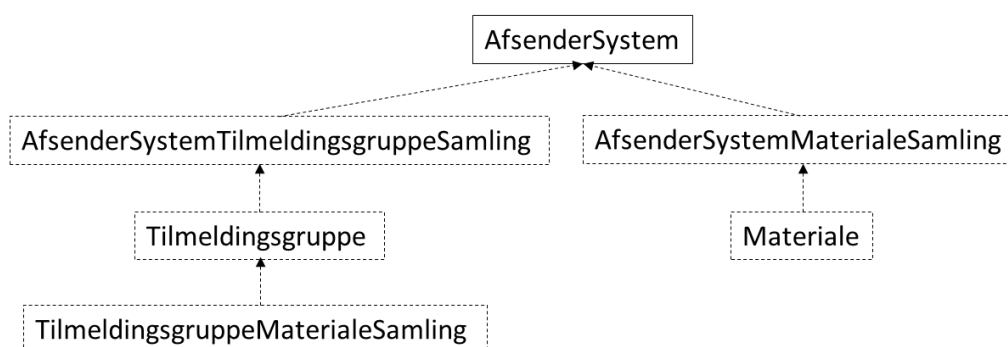 AfsenderSystem
AfsenderSystemTilmeldingsgruppeSamling
AfsenderSystemMaterialeSamling
Tilmeldingsgruppe
Materiale
TilmeldingsgruppeMaterialeSamling